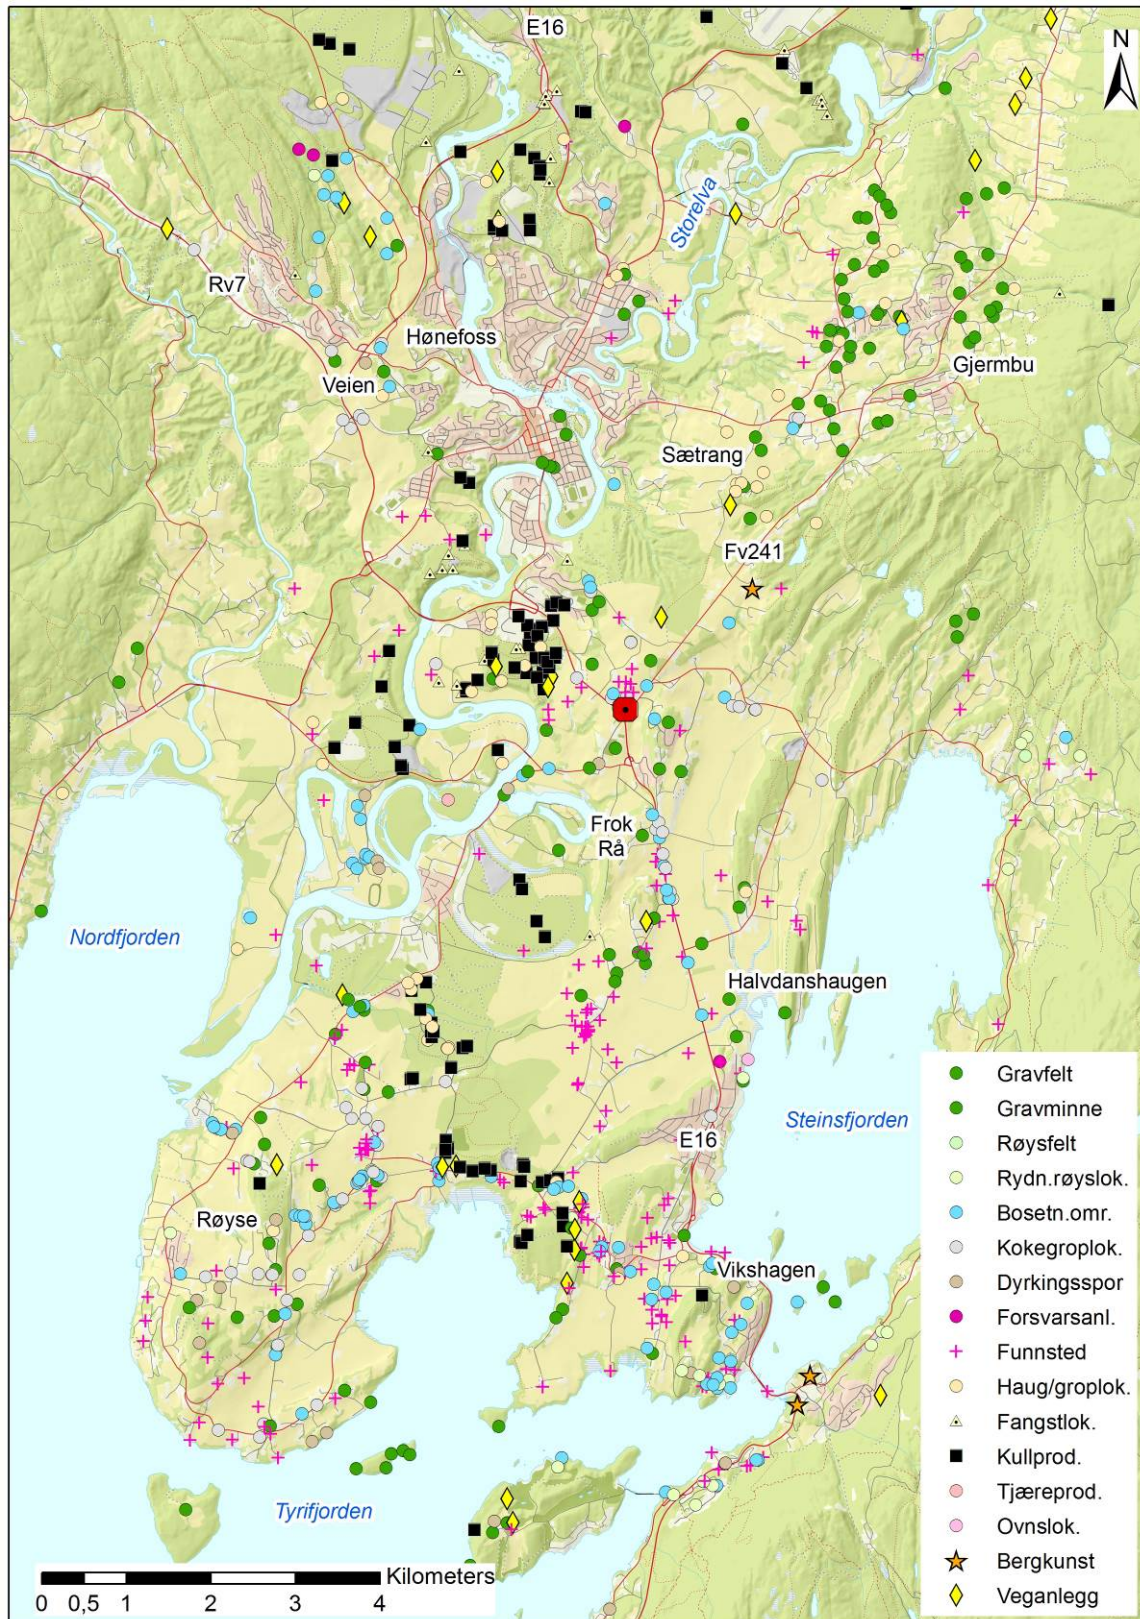 E16
N
Storelva
Rv7
Hønefoss
Veien
Gjermbu
Sætrang
Fv241
Frok
Rå
Nordfjorden
Halvdanshaugen
Steinsfjorden
E16
Røyse
Vikshagen
Tyrifjorden
Gravfelt
Gravminne
Røysfelt
Rydn.røyslok.
Bosetn.omr.
Kokegroplok.
Dyrkingsspor
Forsvarsanl.
Funnsted
Haug/groplok.
Fangstlok.
Kullprod.
Tjæreprod.
Ovnslok.
Bergkunst
Veganlegg
Kilometers
0 0,5 1 2 3 4